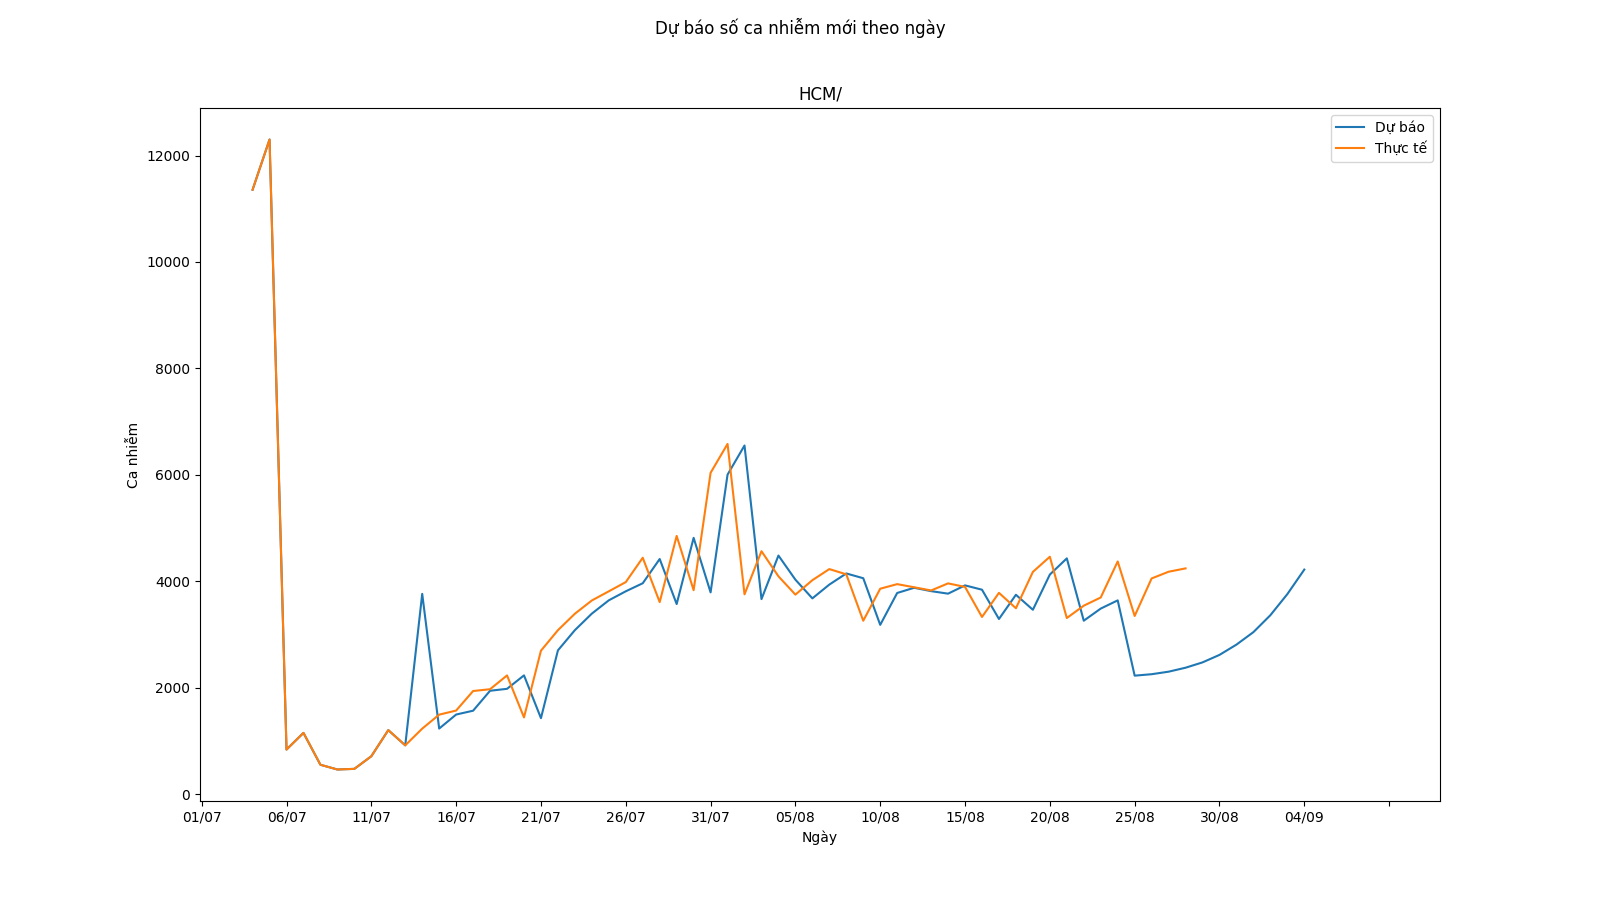 Dự báo số ca nhiễm mới theo ngày
HCM/
Dự báo
Thực tế
12000
10000
8000
6000
4000
2000
0
Ca nhiễm
01/07 06/07 11/07 16/07 21/07 26/07 31/07 05/08 10/08 15/08 20/08 25/08 30/08 04/09
Ngày